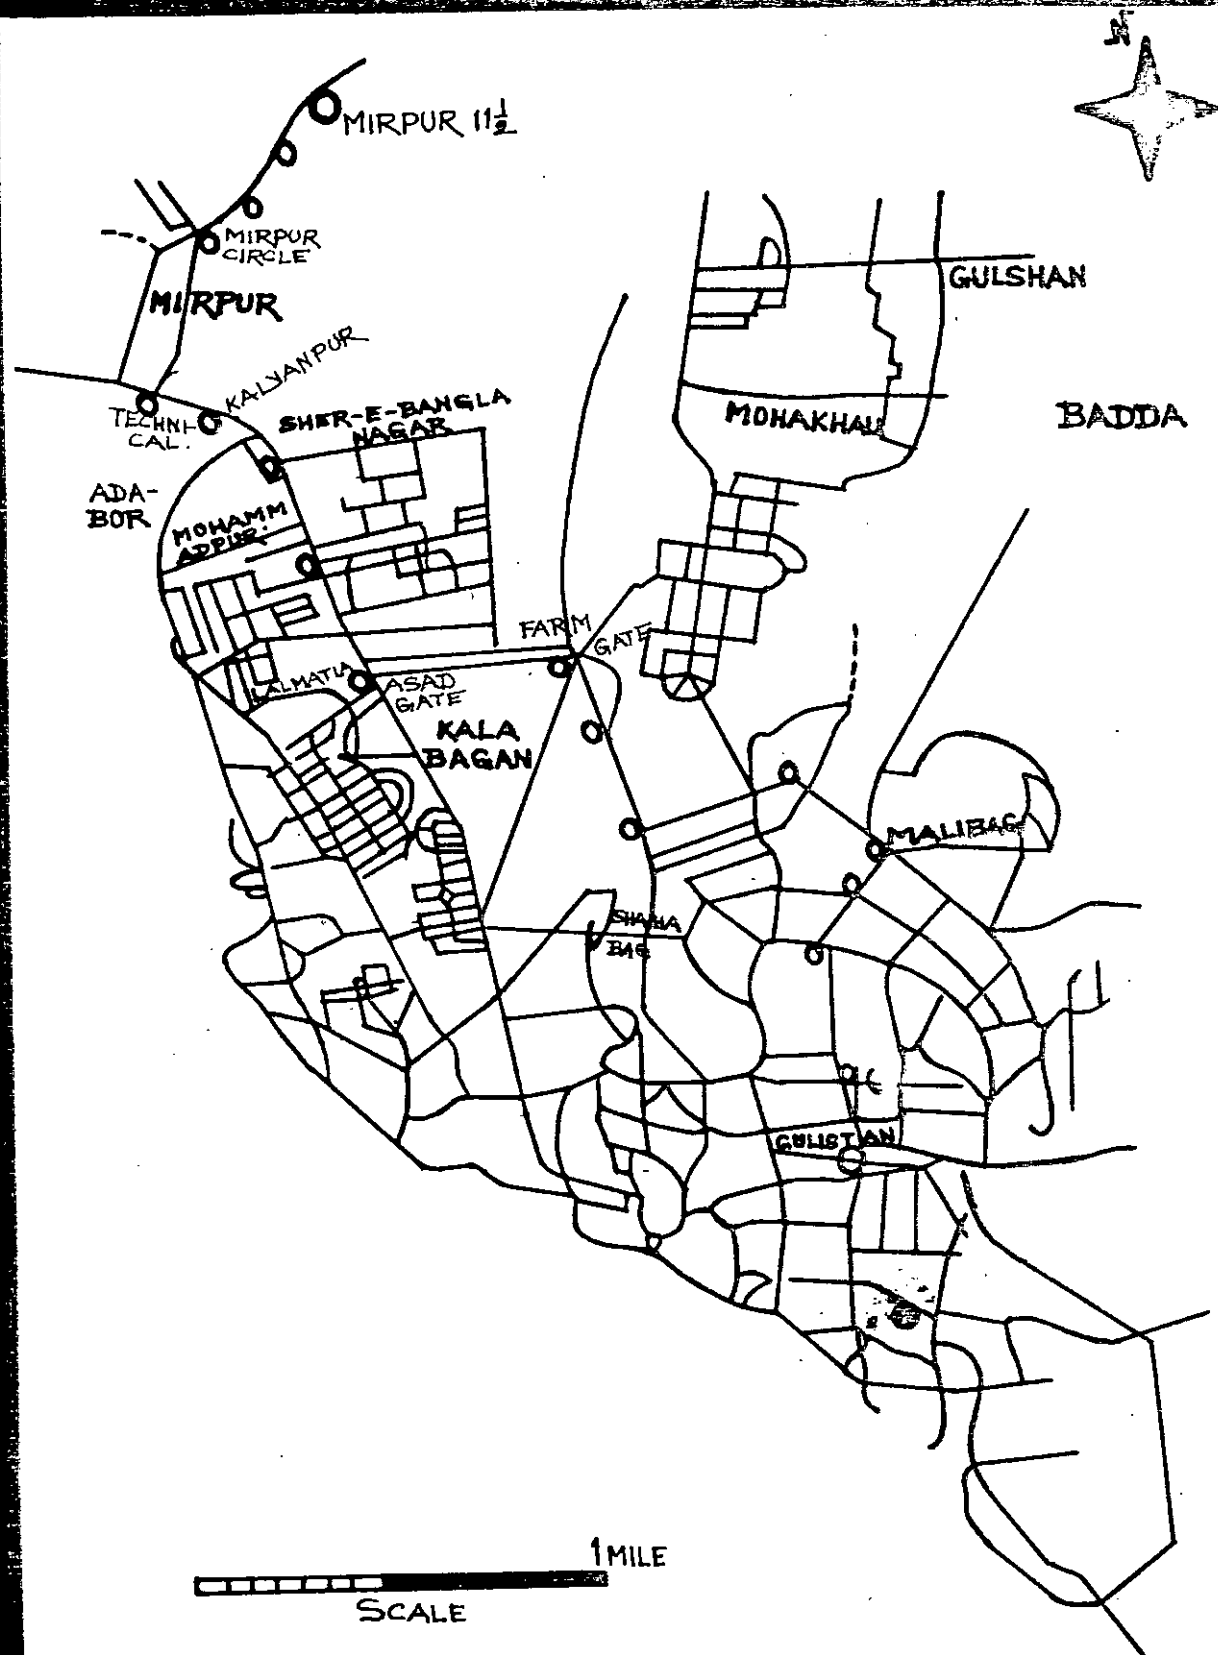 N
MIRPUR 11½
MIRPUR
CIRCLE
GULSHAN
MIRPUR
KALYANPUR
TECHNI-
CAL.
SHER-E-BANGLA
NAGAR
MOHAKHALI
BADDA
ADA-
BOR
MOHAMM
ADPUR
FARM
GATE
LALMATIA
ASAD
GATE
KALA
BAGAN
MALIBAG
SHAHA
BAG
GULISTAN
1 MILE
SCALE